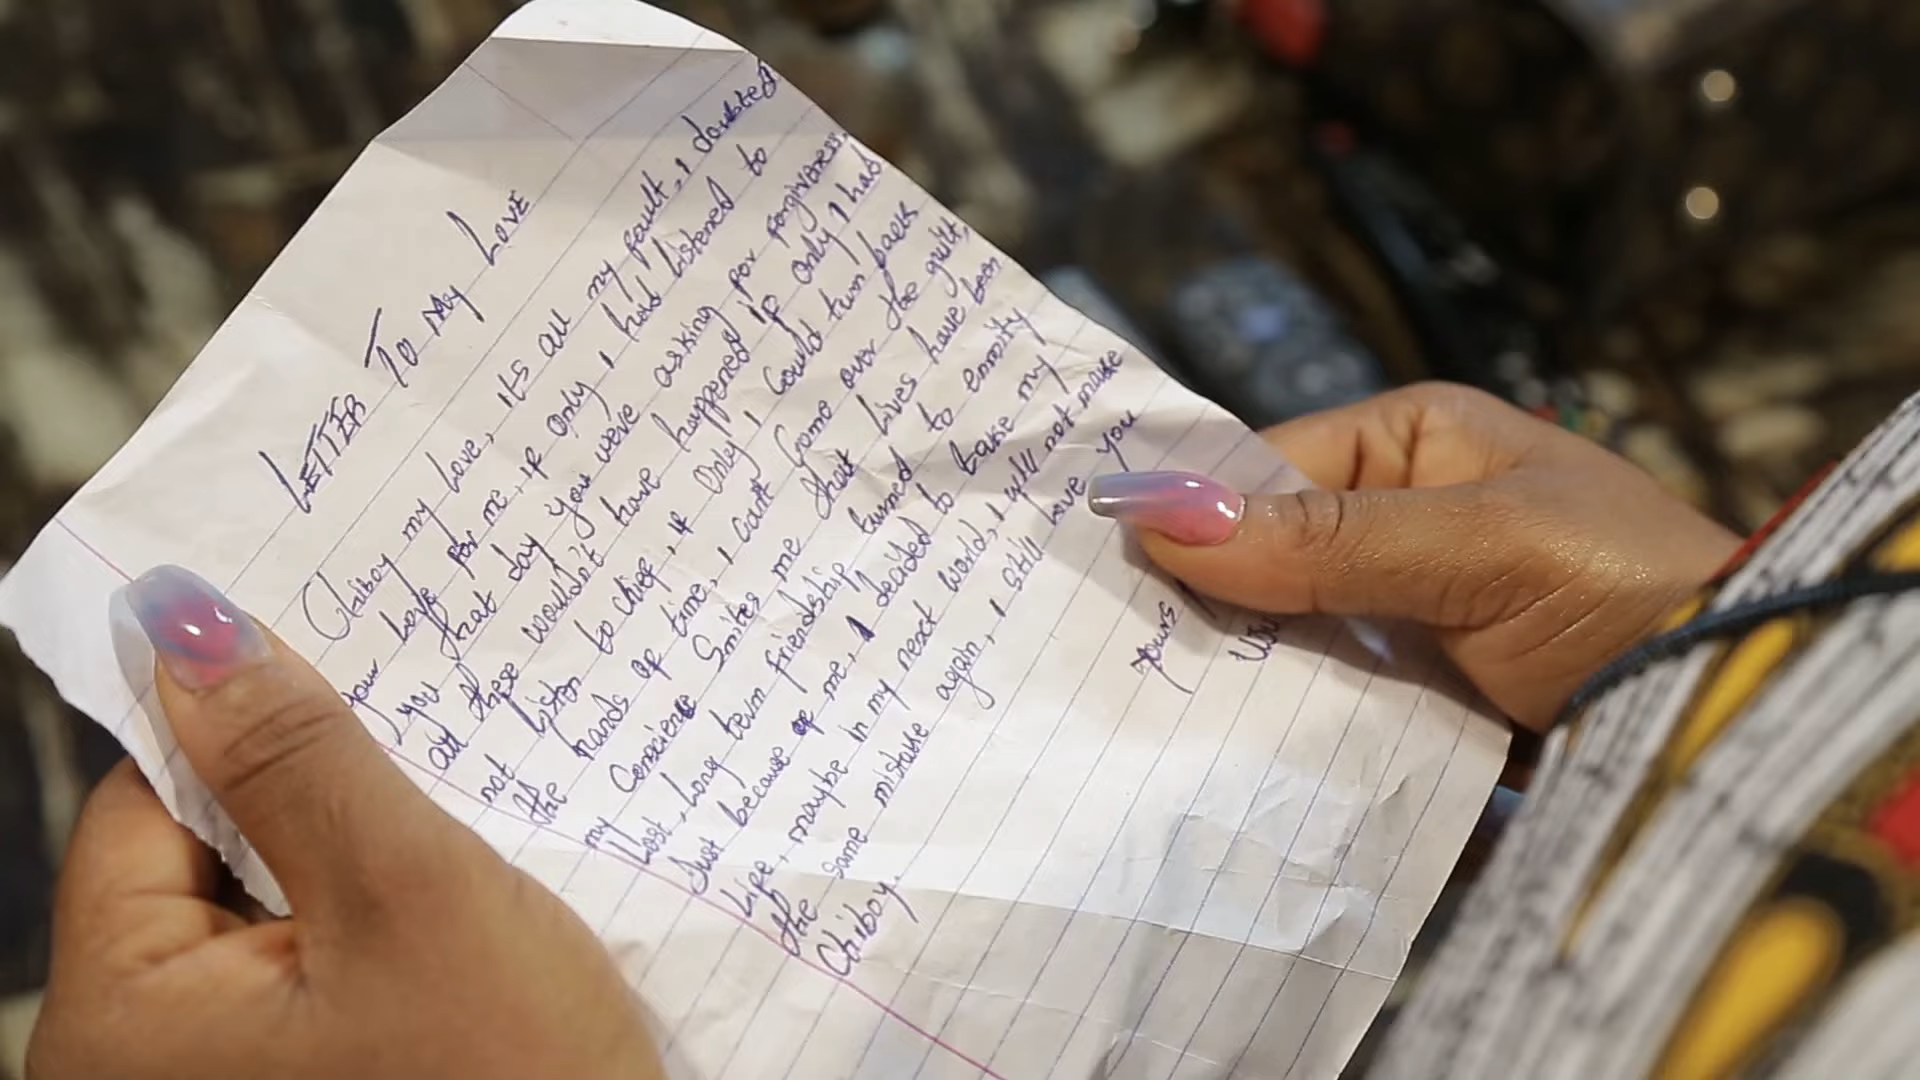 LETTER TO MY LOVE
Chiboy my love, its all my fault, I doubted
your love for me, if only I had listened to
you that day you were asking for forgiveness,
all these wouldn't have happened if only I had
not listen to chief, if only I could turn back
the hands of time, I cant come over the guilt,
my conscience smites me that lives have been
lost, long term friendship turned to enmity
Just because of me, I decided to take my
life, maybe in my next world, I will not make
the same mistake again, I still love you
Chiboy.
Yours